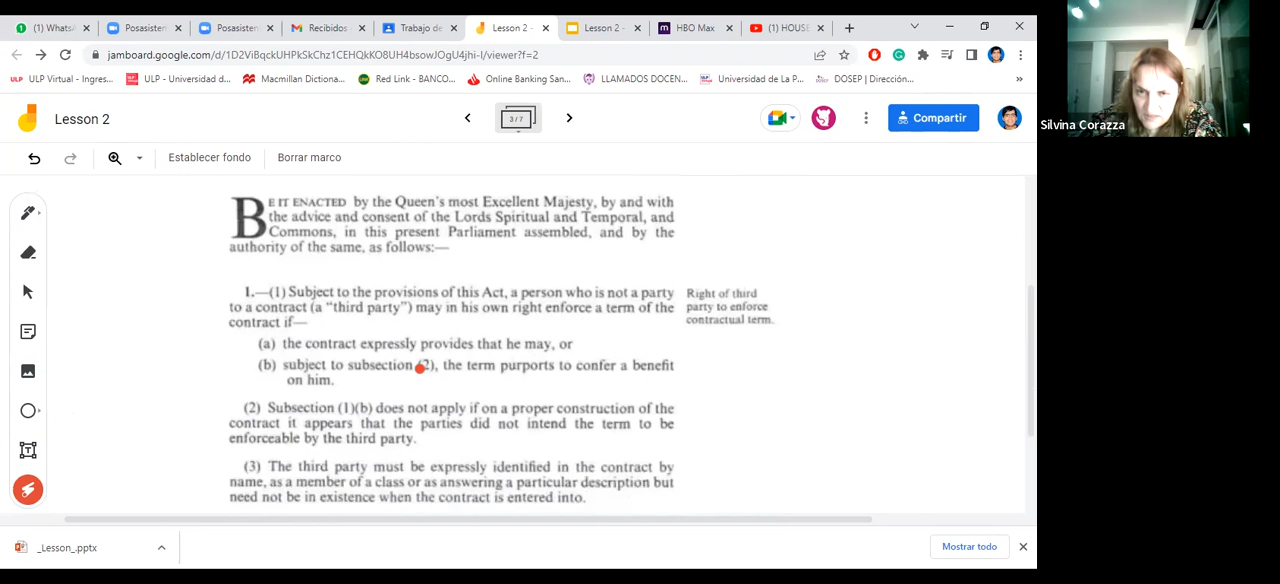 WhatsA
Posasisten
Posasisten
Recibidos
Trabajo de
Lesson 2 -
Lesson 2 -
HBO Max
(1) HOUSE
jamboard.google.com/d/1D2ViBqckUHPkSkChz1CEHQkKO8UH4bsowJOgU4jhi-I/viewer?f=2
ULP Virtual - Ingres...
ULP - Universidad d...
Macmillan Dictiona...
Red Link - BANCO...
Online Banking San...
LLAMADOS DOCEN...
Universidad de La P...
DOSEP | Dirección...
»
Lesson 2
3 / 7
Compartir
Silvina Corazza
Establecer fondo
Borrar marco
BE IT ENACTED by the Queen's most Excellent Majesty, by and with
the advice and consent of the Lords Spiritual and Temporal, and
Commons, in this present Parliament assembled, and by the
authority of the same, as follows:—
1.—(1) Subject to the provisions of this Act, a person who is not a party
to a contract (a “third party”) may in his own right enforce a term of the
contract if—
Right of third
party to enforce
contractual term.
(a) the contract expressly provides that he may, or
(b) subject to subsection (2), the term purports to confer a benefit
on him.
(2) Subsection (1)(b) does not apply if on a proper construction of the
contract it appears that the parties did not intend the term to be
enforceable by the third party.
(3) The third party must be expressly identified in the contract by
name, as a member of a class or as answering a particular description but
need not be in existence when the contract is entered into.
_Lesson_.pptx
Mostrar todo